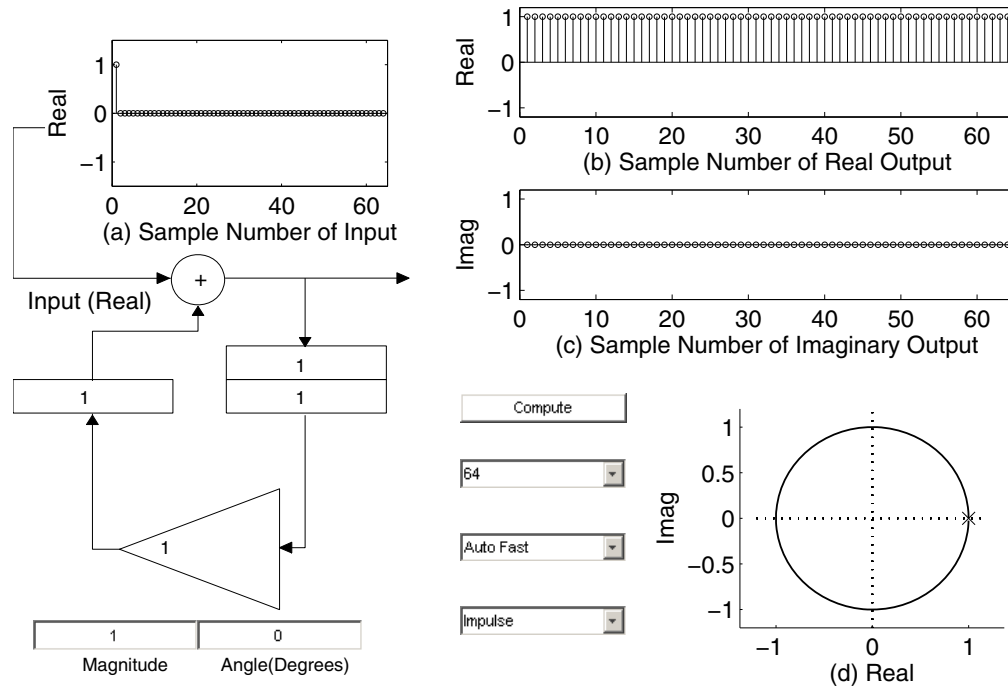 1
0
−1
Real
0 20 40 60
(a) Sample Number of Input
1
0
−1
Real
0 10 20 30 40 50 60
(b) Sample Number of Real Output
1
0
−1
Imag
0 10 20 30 40 50 60
(c) Sample Number of Imaginary Output
+
Input (Real)
1
1
1
1
1 0
Magnitude Angle(Degrees)
Compute
64
Auto Fast
Impulse
1
0.5
0
−0.5
−1
Imag
−1 0 1
(d) Real